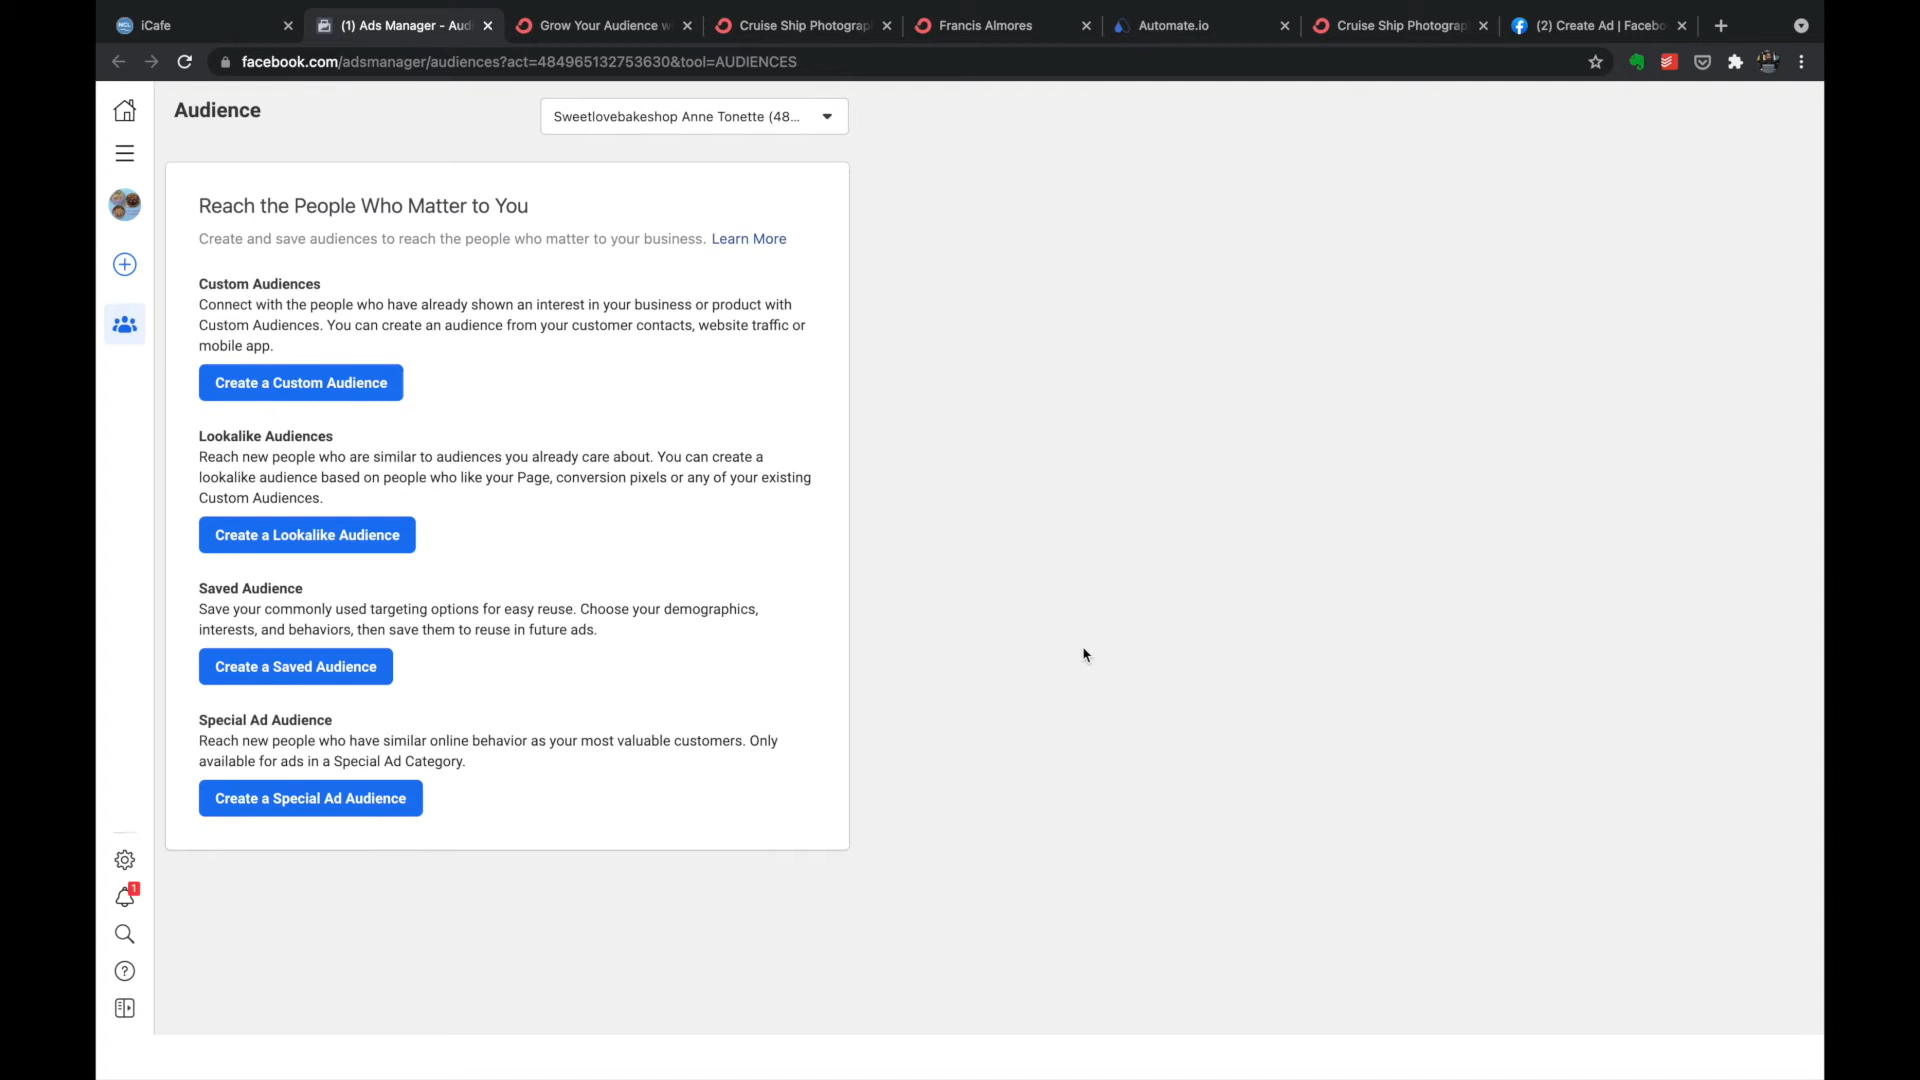 iCafe
(1) Ads Manager - Aud
Grow Your Audience w
Cruise Ship Photograp
Francis Almores
Automate.io
Cruise Ship Photograp
(2) Create Ad | Facebo
facebook.com/adsmanager/audiences?act=484965132753630&tool=AUDIENCES
Audience
Sweetlovebakeshop Anne Tonette (48...
Reach the People Who Matter to You
Create and save audiences to reach the people who matter to your business. Learn More
Custom Audiences
Connect with the people who have already shown an interest in your business or product with
Custom Audiences. You can create an audience from your customer contacts, website traffic or
mobile app.
Create a Custom Audience
Lookalike Audiences
Reach new people who are similar to audiences you already care about. You can create a
lookalike audience based on people who like your Page, conversion pixels or any of your existing
Custom Audiences.
Create a Lookalike Audience
Saved Audience
Save your commonly used targeting options for easy reuse. Choose your demographics,
interests, and behaviors, then save them to reuse in future ads.
Create a Saved Audience
Special Ad Audience
Reach new people who have similar online behavior as your most valuable customers. Only
available for ads in a Special Ad Category.
Create a Special Ad Audience
1